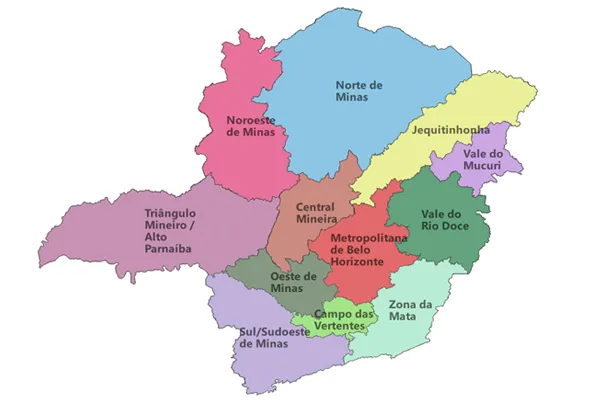 Norte de
Minas
Noroeste
de Minas
Jequitinhonha
Vale do
Mucuri
Triângulo
Mineiro /
Alto
Parnaíba
Central
Mineira
Vale do
Rio Doce
Metropolitana
de Belo
Horizonte
Oeste de
Minas
Zona da
Mata
Campo das
Vertentes
Sul/Sudoeste
de Minas